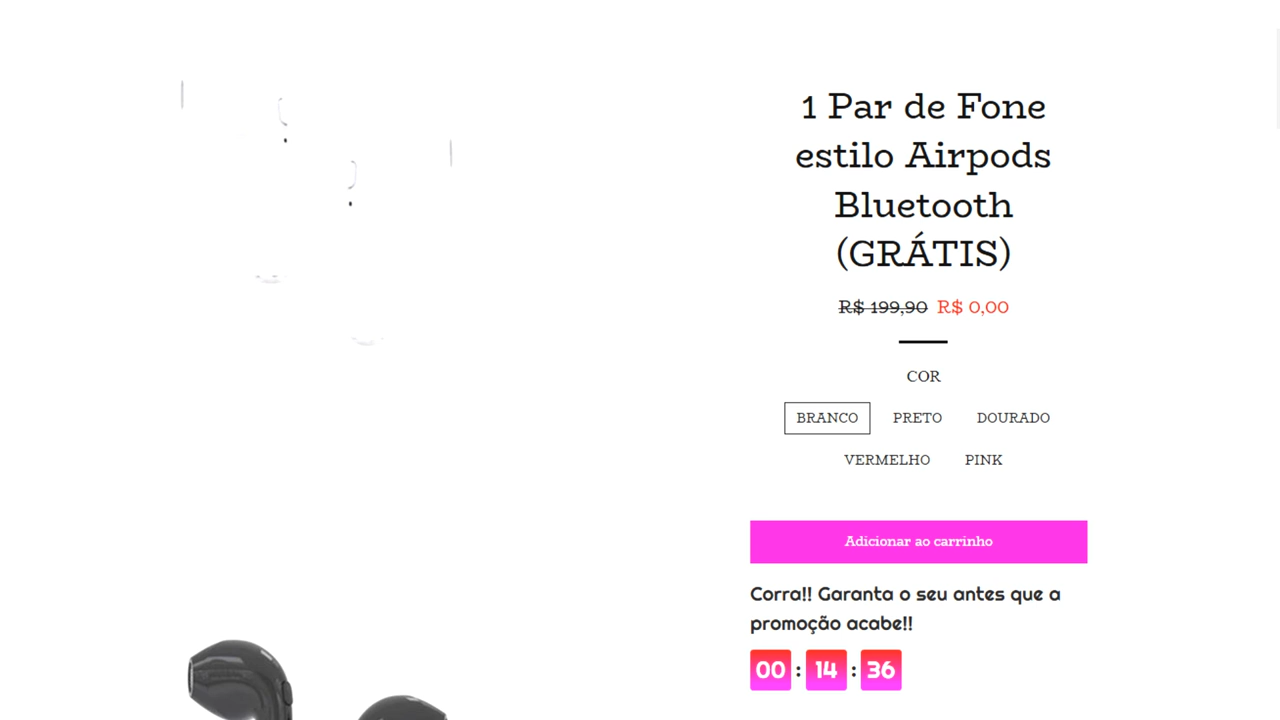 1 Par de Fone
estilo Airpods
Bluetooth
(GRÁTIS)
R$ 199,90 R$ 0,00
COR
BRANCO PRETO DOURADO
VERMELHO PINK
Adicionar ao carrinho
Corra!! Garanta o seu antes que a
promoção acabe!!
00 : 14 : 36